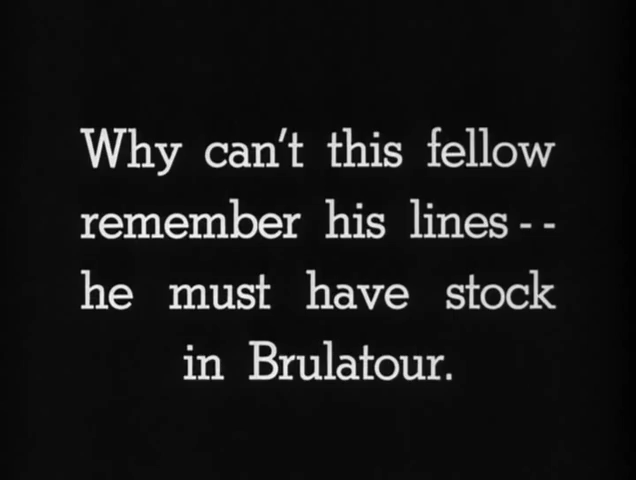 Why can't this fellow
remember his lines--
he must have stock
in Brulatour.